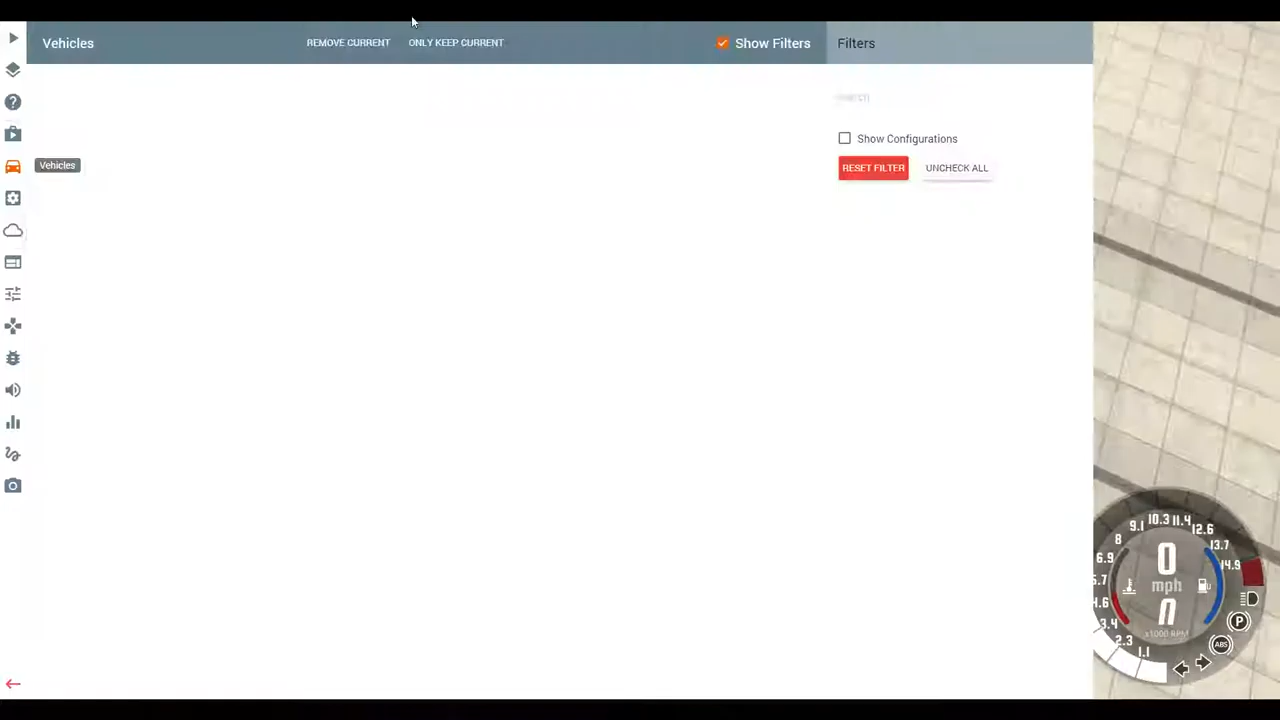 Vehicles
REMOVE CURRENT
ONLY KEEP CURRENT
Show Filters
Filters
Show Configurations
Vehicles
RESET FILTER
UNCHECK ALL
10.3
11.4
9.1
12.6
8
13.7
6.9
14.9
0
5.7
mph
4.6
n
P
3.4
x1000 RPM
2.3
ABS
1.1